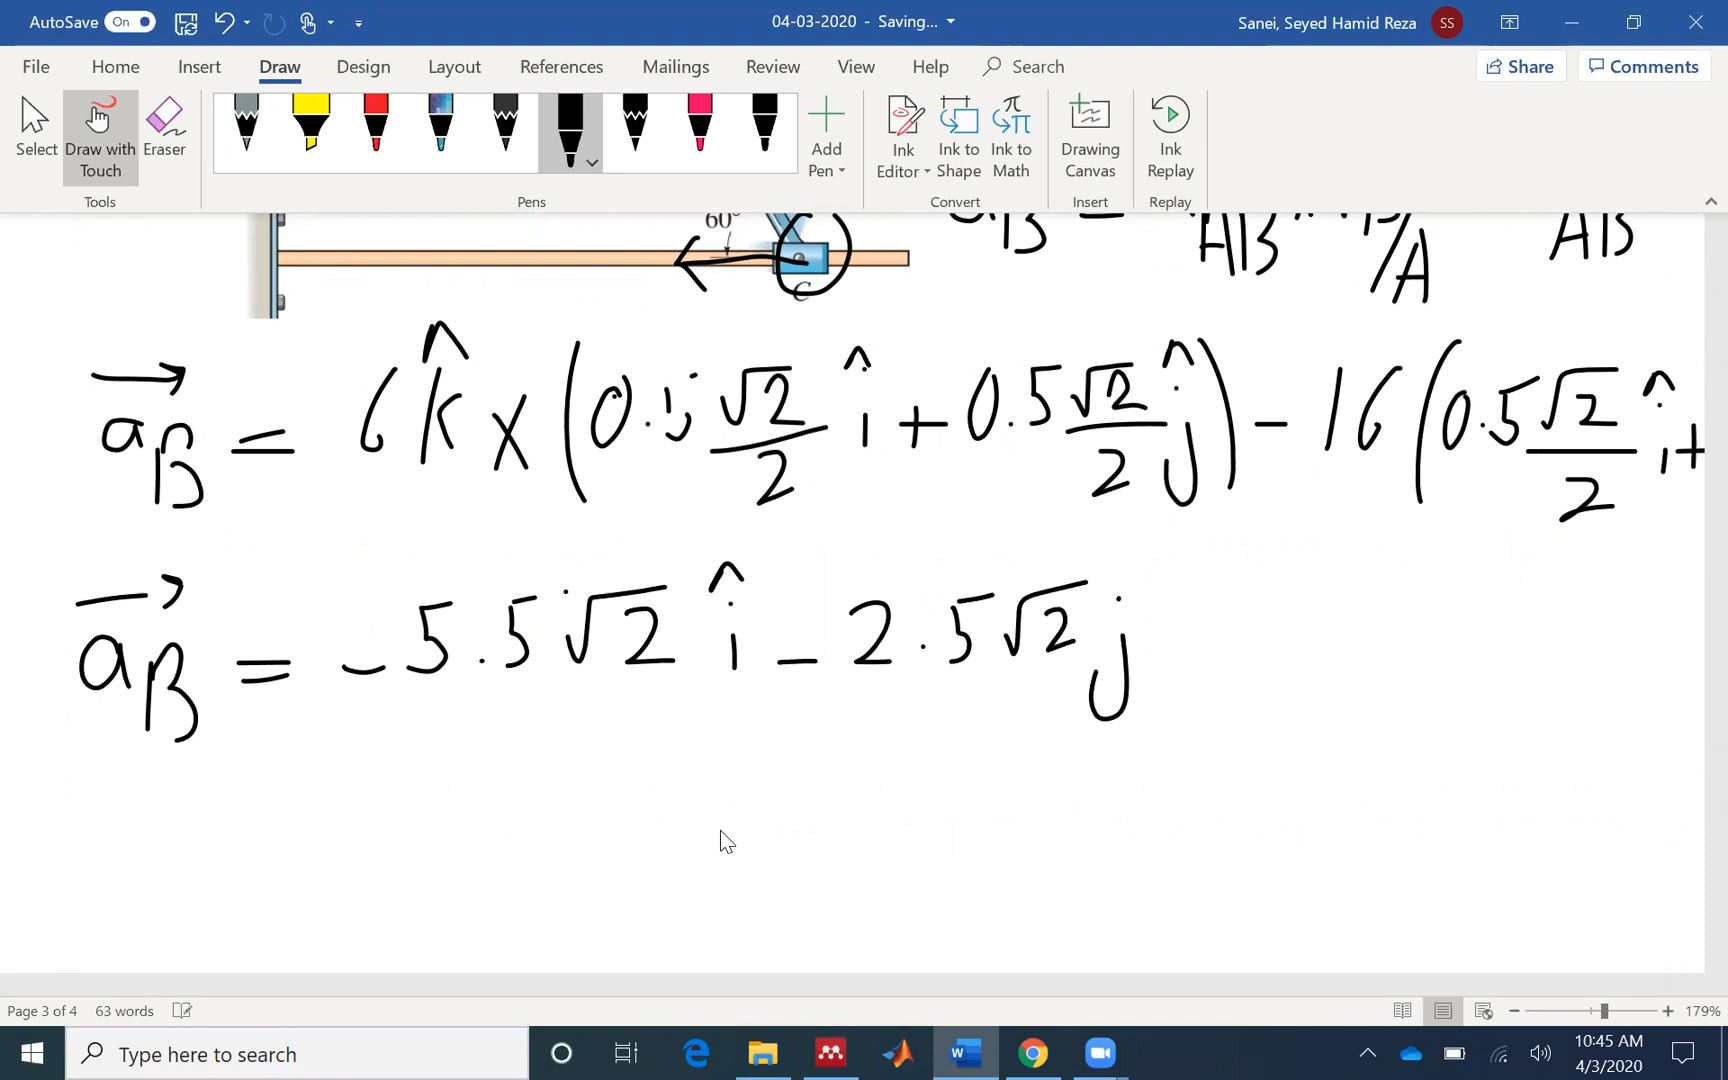 AutoSave On 04-03-2020 - Saving... Sanei, Seyed Hamid Reza SS
File Home Insert Draw Design Layout References Mailings Review View Help Search Share Comments
Select Draw with Touch Eraser Add Pen Ink Editor Ink to Shape Ink to Math Drawing Canvas Ink Replay
Tools Pens Convert Insert Replay
60°
C
a_B = AB B/A AB
a_B = 6 k̂ × (0.5 √2/2 î + 0.5 √2/2 ĵ) - 16 (0.5 √2/2 î +
a_B = - 5.5 √2 î - 2.5 √2 j
Page 3 of 4 63 words 179%
Type here to search
10:45 AM
4/3/2020